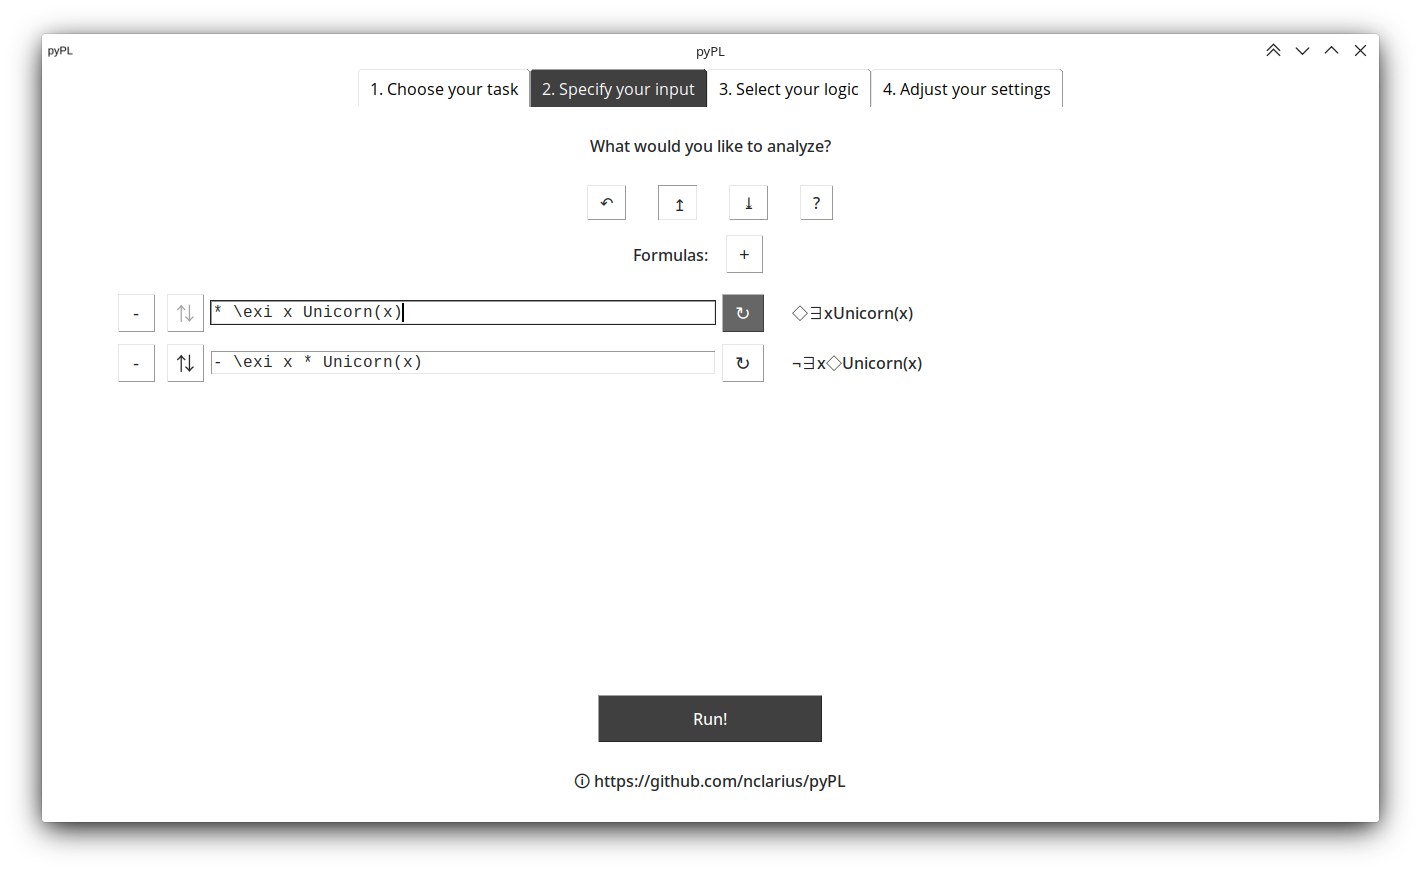 pyPL pyPL
1. Choose your task 2. Specify your input 3. Select your logic 4. Adjust your settings
What would you like to analyze?
↶ ↥ ⤓ ?
Formulas: +
- ↑↓ * \exi x Unicorn(x) ↻ ◇∃xUnicorn(x)
- ↑↓ - \exi x * Unicorn(x) ↻ ¬∃x◇Unicorn(x)
Run!
ⓘ https://github.com/nclarius/pyPL